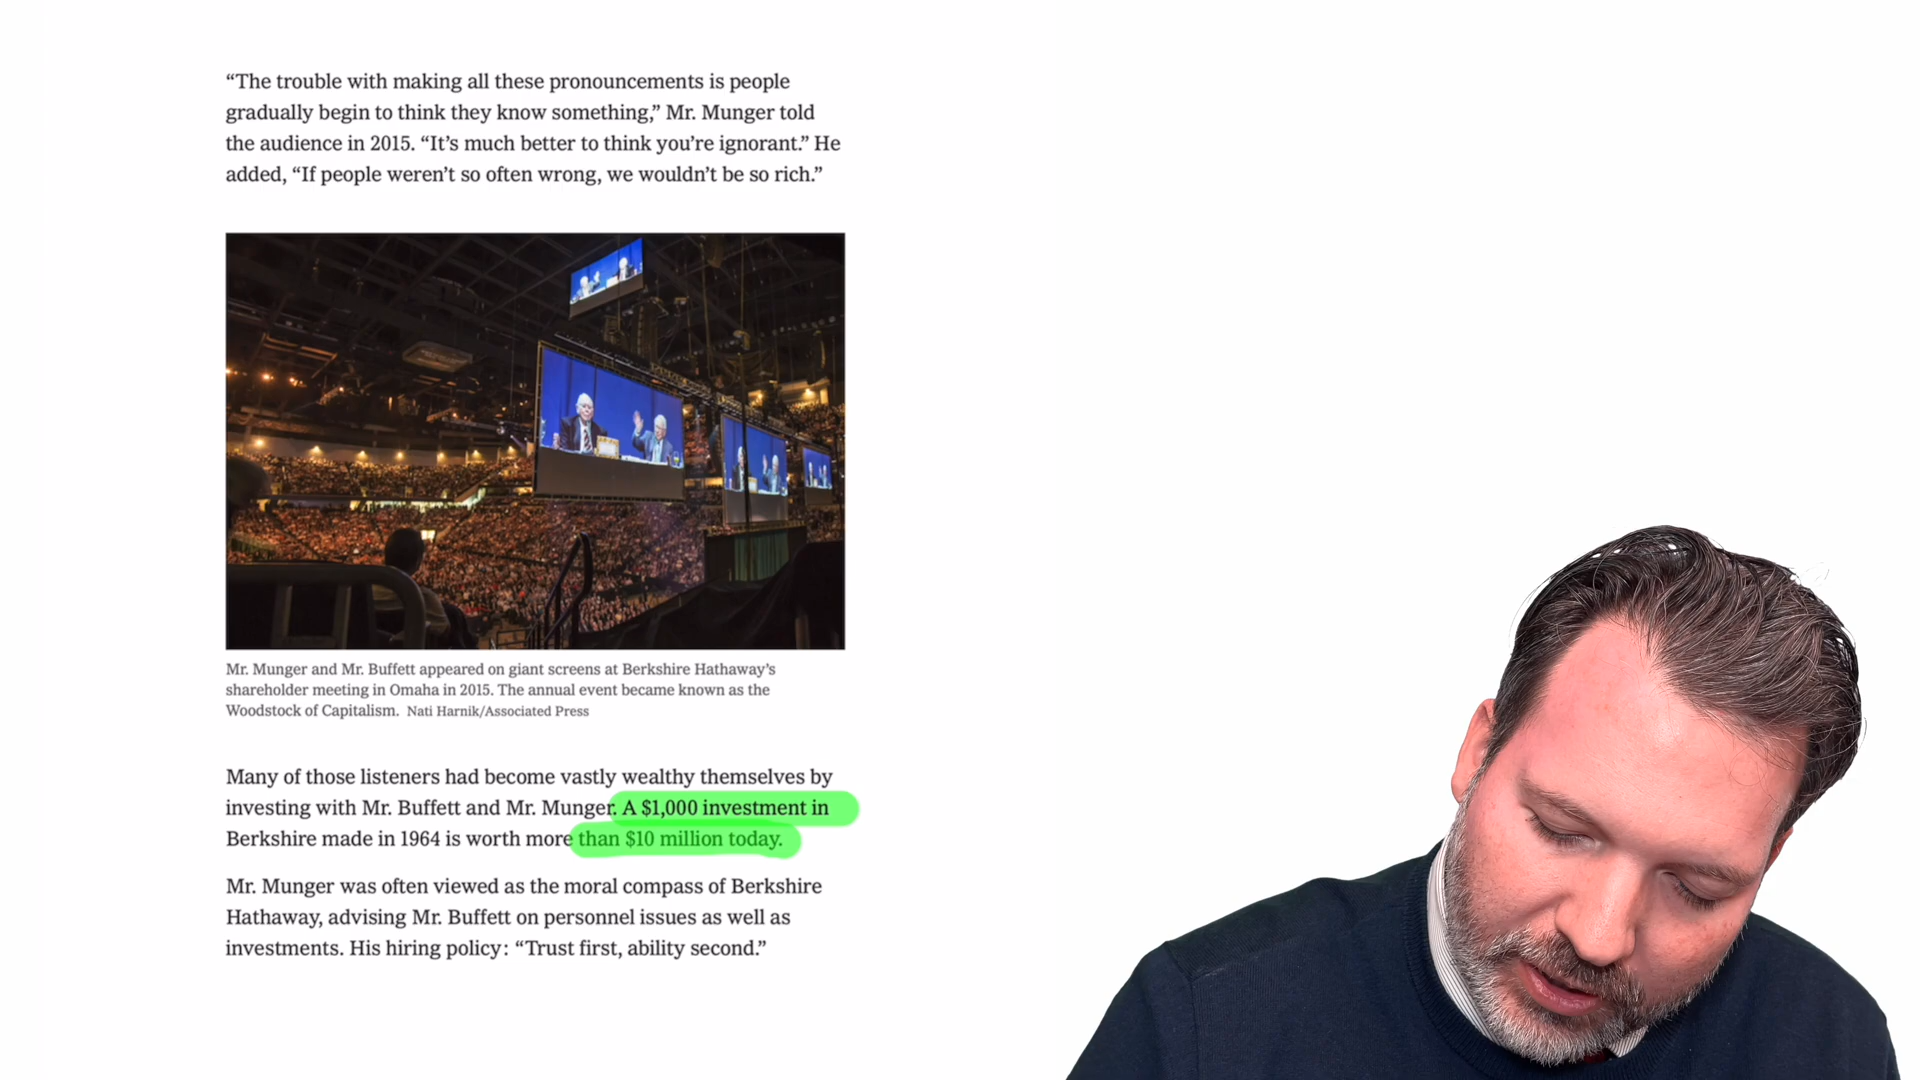 “The trouble with making all these pronouncements is people
gradually begin to think they know something,” Mr. Munger told
the audience in 2015. “It’s much better to think you’re ignorant.” He
added, “If people weren’t so often wrong, we wouldn’t be so rich.”
Mr. Munger and Mr. Buffett appeared on giant screens at Berkshire Hathaway’s
shareholder meeting in Omaha in 2015. The annual event became known as the
Woodstock of Capitalism. Nati Harnik/Associated Press
Many of those listeners had become vastly wealthy themselves by
investing with Mr. Buffett and Mr. Munger. A $1,000 investment in
Berkshire made in 1964 is worth more than $10 million today.
Mr. Munger was often viewed as the moral compass of Berkshire
Hathaway, advising Mr. Buffett on personnel issues as well as
investments. His hiring policy: “Trust first, ability second.”